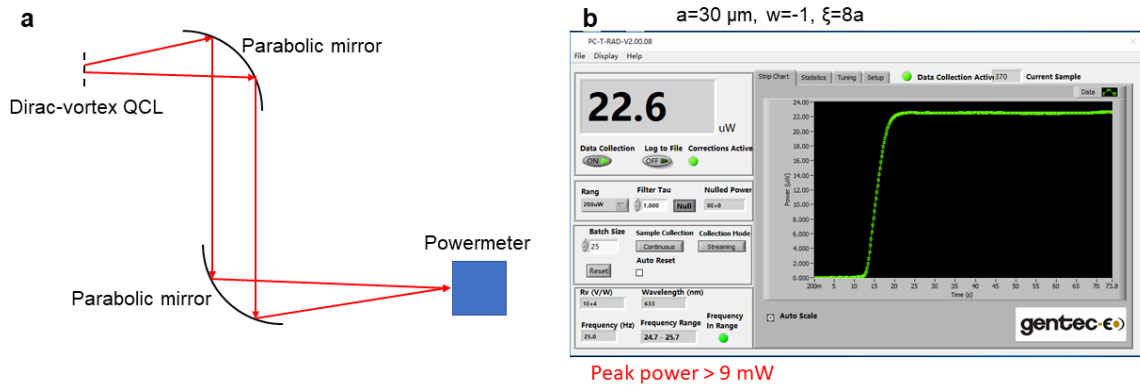 a
Parabolic mirror
Dirac-vortex QCL
Powermeter
Parabolic mirror
b
a=30 μm, w=-1, ξ=8a
PC-T-RAD-V2.00.08
File Display Help
22.6
uW
Data Collection Log to File Corrections Active
ON OFF
Rang Filter Tau Nulled Power
200uW 1.000 Null 0E+0
Batch Size Sample Collection Collection Mode
25 Continuous Streaming
Auto Reset
Reset
Rv (V/W) Wavelength (nm)
1E+4 633
Frequency (Hz) Frequency Range Frequency In Range
25.0 24.7 - 25.7
Strip Chart Statistics Tuning Setup Data Collection Active 370 Current Sample
Data
Power (uW)
24.00
22.00
20.00
18.00
16.00
14.00
12.00
10.00
8.000
6.000
4.000
2.000
0.000
200m 5 10 15 20 25 30 35 40 45 50 55 60 65 70 73.8
Time (s)
Auto Scale
gentec-EO
Peak power > 9 mW